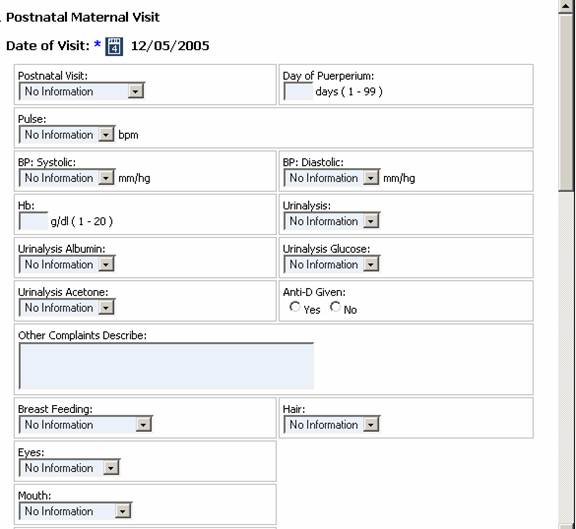 . Postnatal Maternal Visit
Date of Visit: * 4 12/05/2005
Postnatal Visit: Day of Puerperium:
No Information days ( 1 - 99 )
Pulse:
No Information bpm
BP: Systolic: BP: Diastolic:
No Information mm/hg No Information mm/hg
Hb: Urinalysis:
g/dl ( 1 - 20 ) No Information
Urinalysis Albumin: Urinalysis Glucose:
No Information No Information
Urinalysis Acetone: Anti-D Given:
No Information Yes No
Other Complaints Describe:
Breast Feeding: Hair:
No Information No Information
Eyes:
No Information
Mouth:
No Information